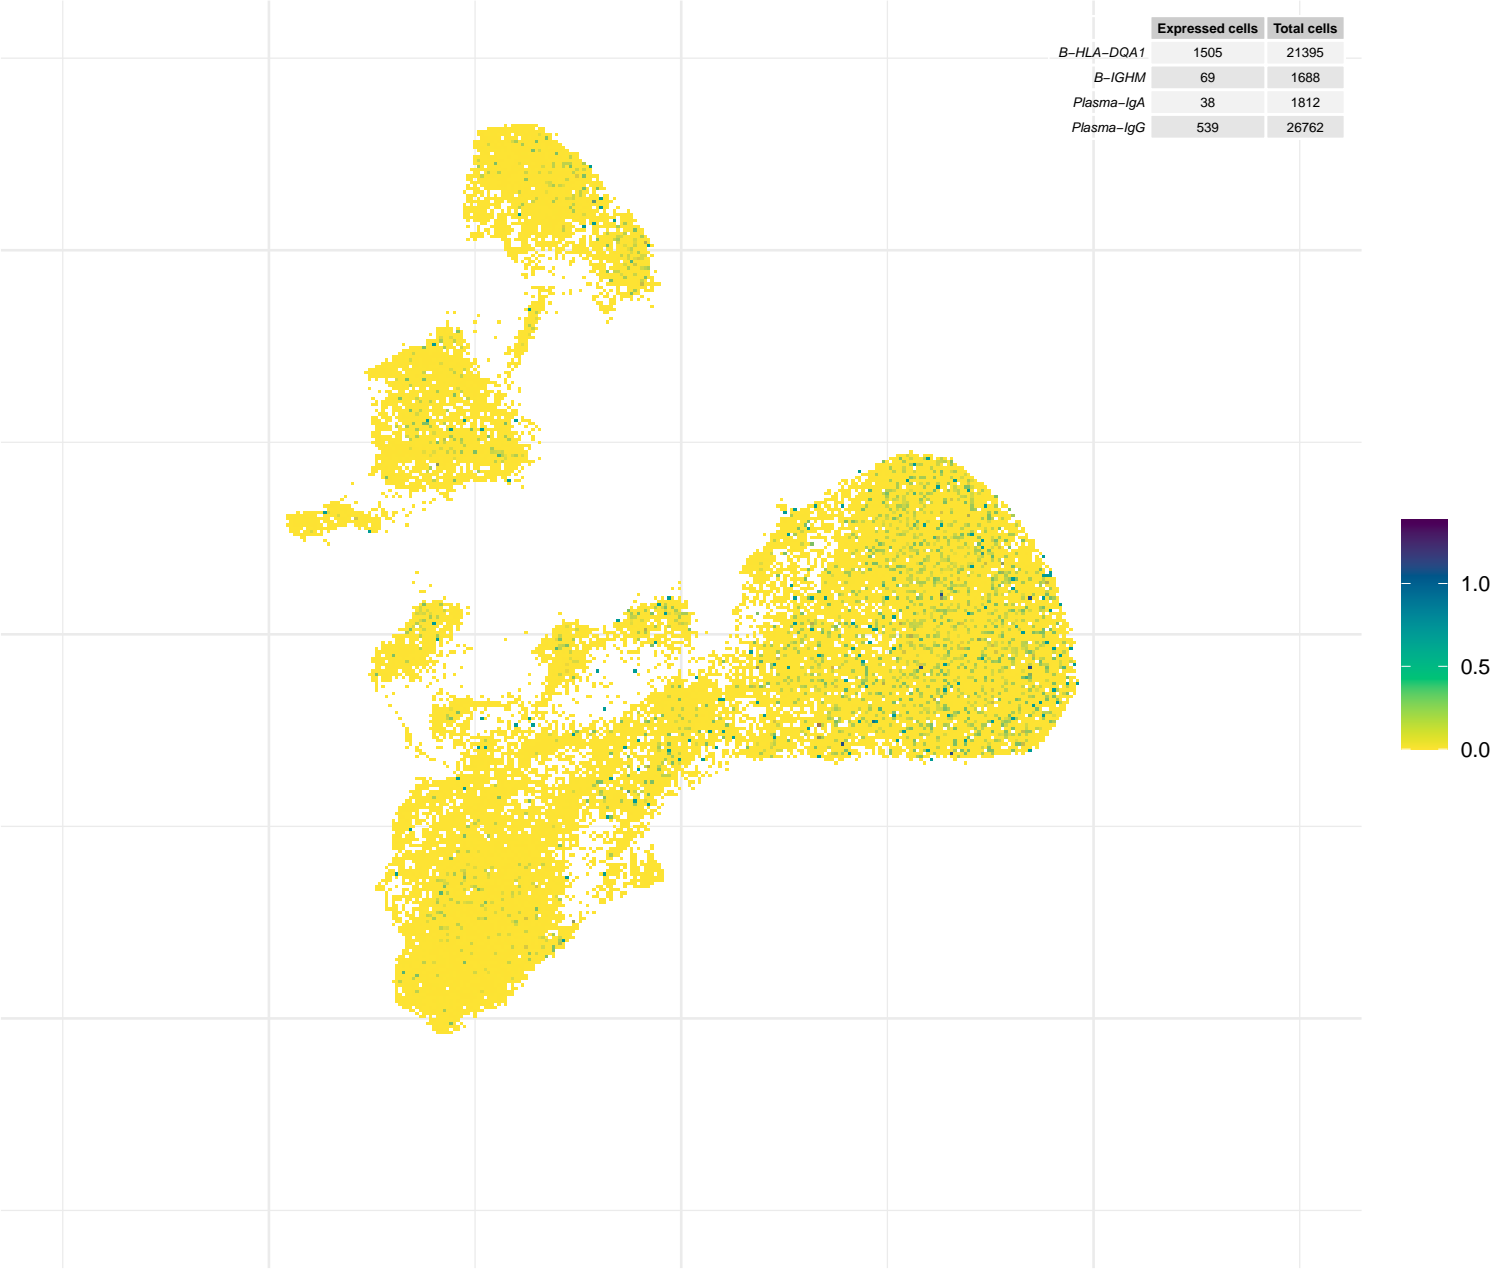 Expressed cells Total cells
B−HLA−DQA1 1505 21395
B−IGHM 69 1688
Plasma−IgA 38 1812
Plasma−IgG 539 26762
1.0
0.5
0.0